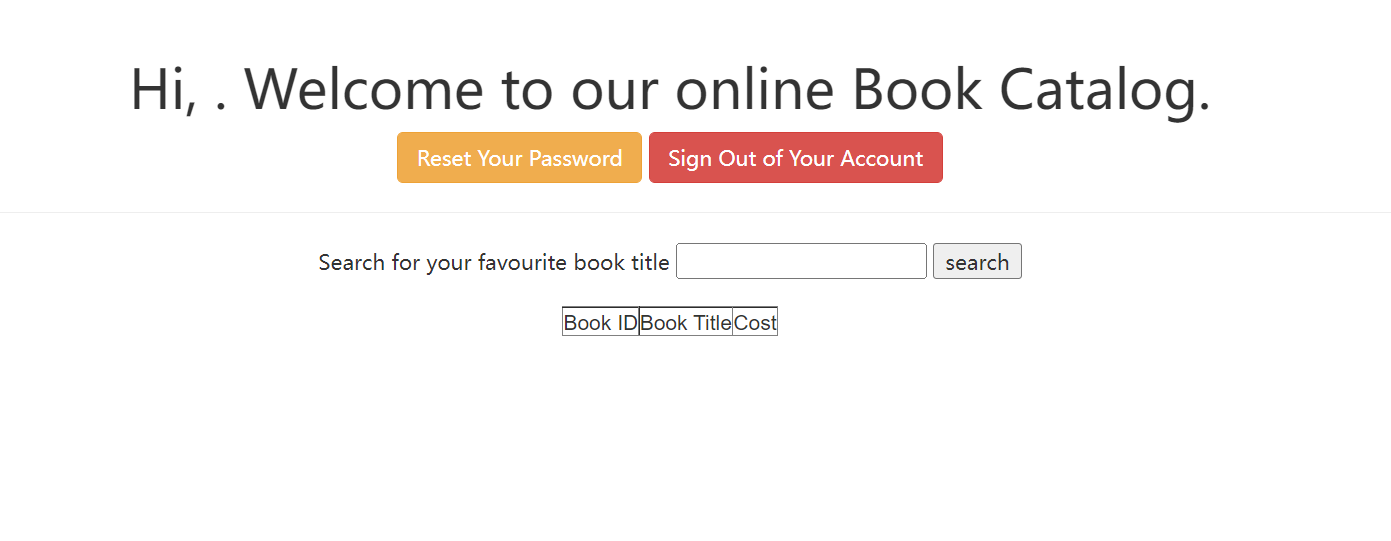 Hi, . Welcome to our online Book Catalog.
Reset Your Password Sign Out of Your Account
Search for your favourite book title search
Book ID Book Title Cost